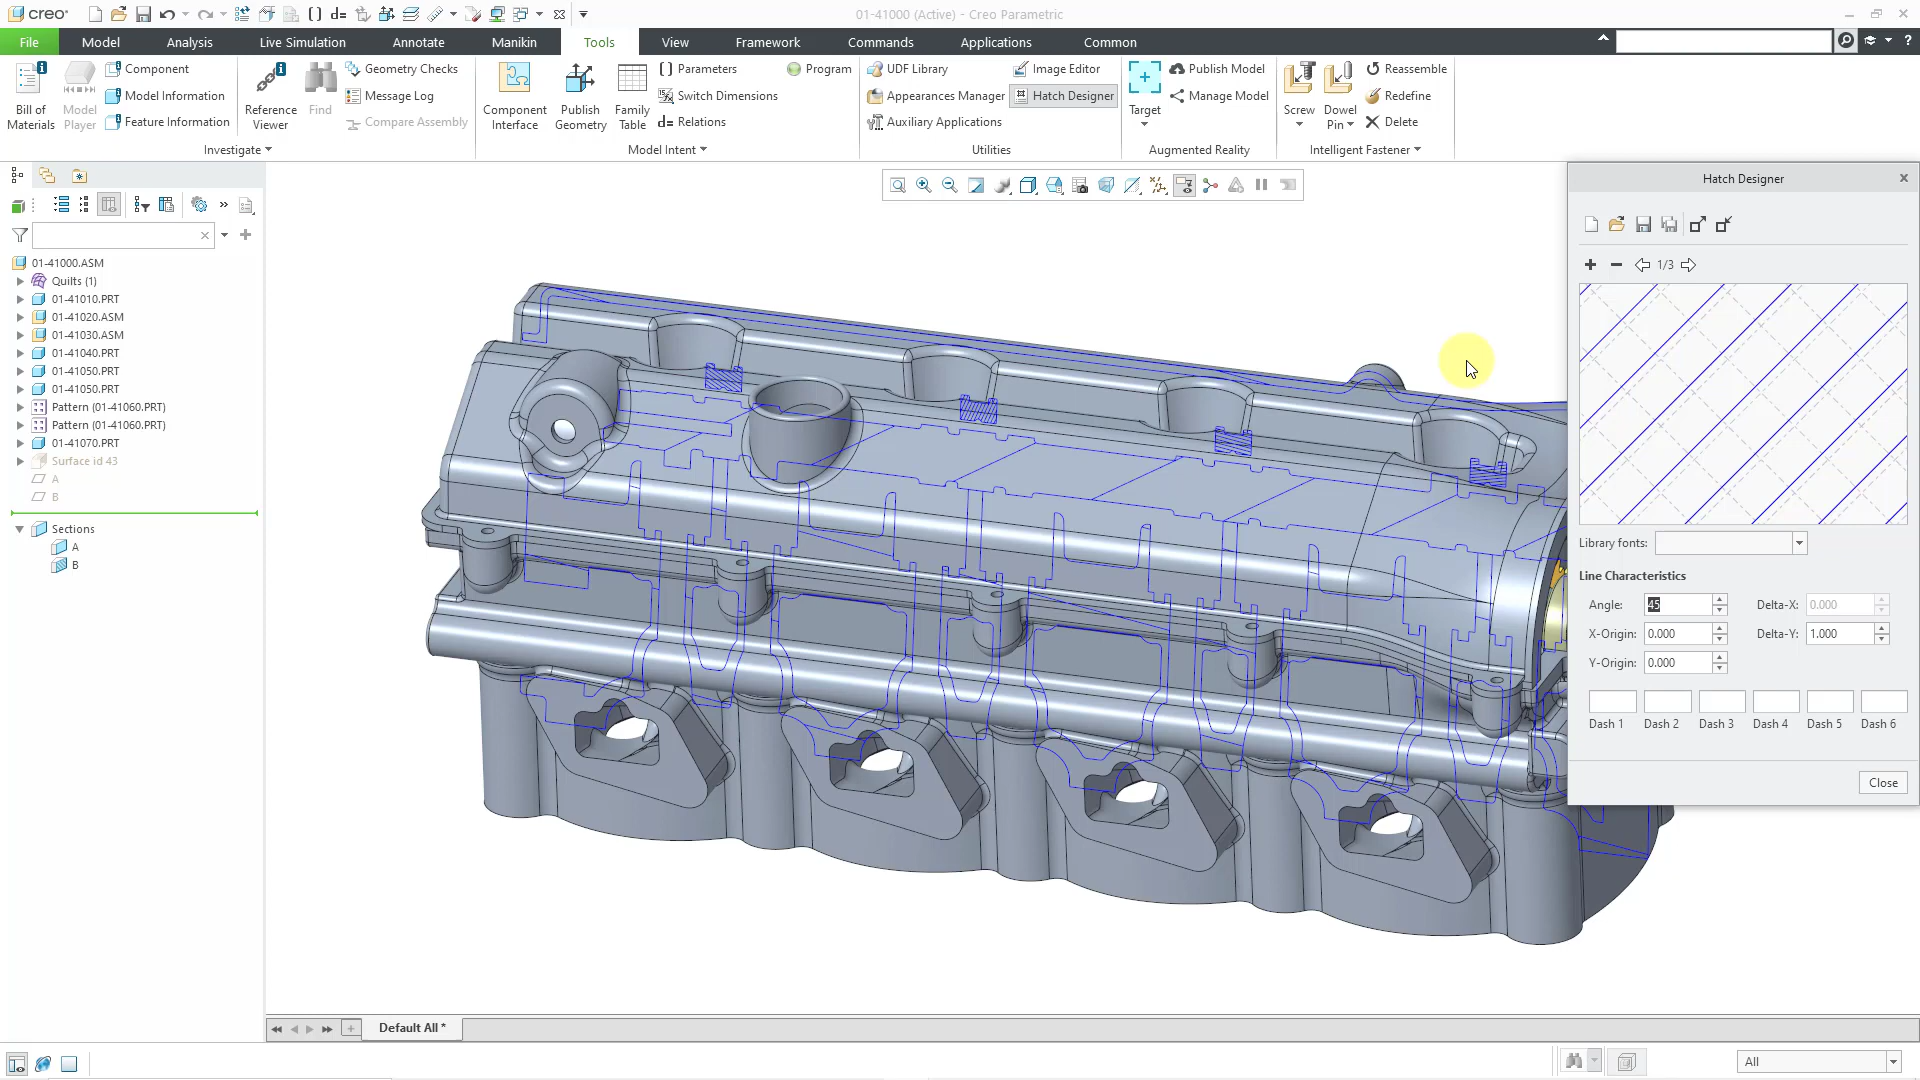 creo
01-41000 (Active) - Creo Parametric
File
Model
Analysis
Live Simulation
Annotate
Manikin
Tools
View
Framework
Commands
Applications
Common
Bill of
Materials
Model
Player
Component
Model Information
Feature Information
Investigate
Reference
Viewer
Find
Geometry Checks
Message Log
Compare Assembly
Component
Interface
Publish
Geometry
Family
Table
Parameters
Switch Dimensions
Relations
Program
Model Intent
UDF Library
Appearances Manager
Auxiliary Applications
Image Editor
Hatch Designer
Utilities
Target
Publish Model
Manage Model
Augmented Reality
Screw
Dowel
Pin
Reassemble
Redefine
Delete
Intelligent Fastener
01-41000.ASM
Quilts (1)
01-41010.PRT
01-41020.ASM
01-41030.ASM
01-41040.PRT
01-41050.PRT
01-41050.PRT
Pattern (01-41060.PRT)
Pattern (01-41060.PRT)
01-41070.PRT
Surface id 43
A
B
Sections
A
B
Hatch Designer
1/3
Library fonts:
Line Characteristics
Angle: 45
Delta-X: 0.000
X-Origin: 0.000
Delta-Y: 1.000
Y-Origin: 0.000
Dash 1
Dash 2
Dash 3
Dash 4
Dash 5
Dash 6
Close
Default All *
All